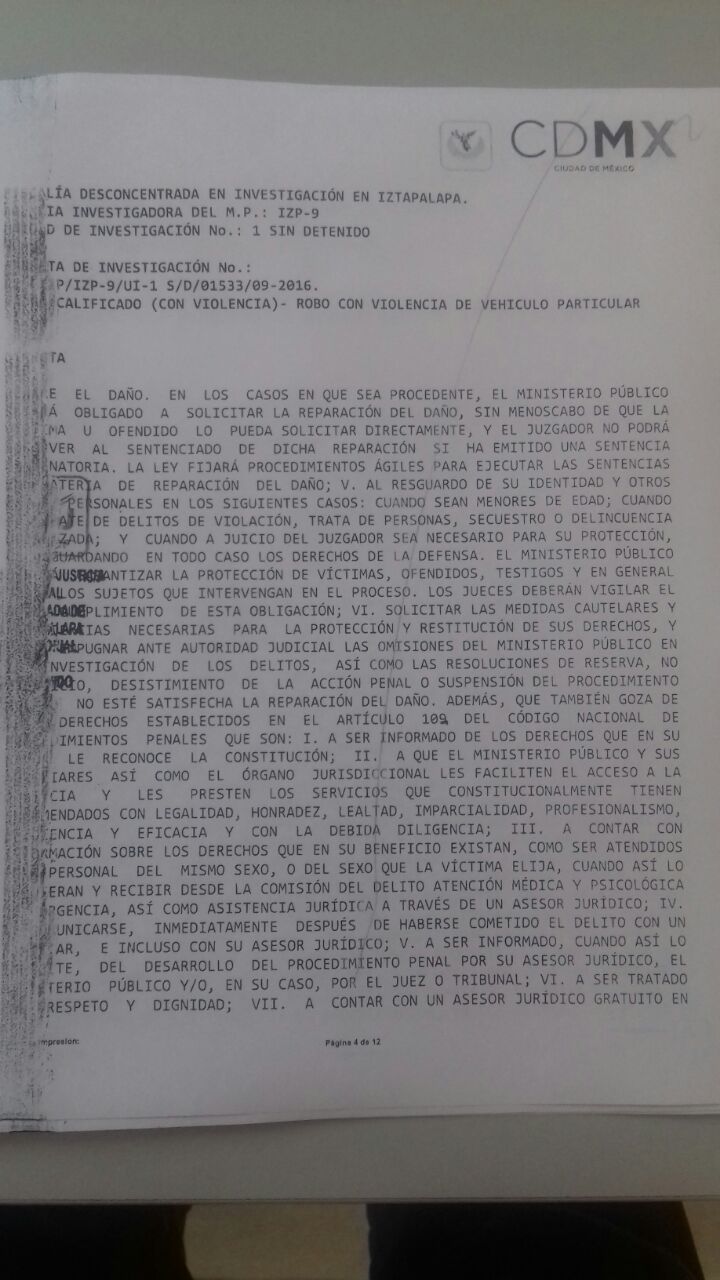 CDMX
CIUDAD DE MÉXICO
LÍA DESCONCENTRADA EN INVESTIGACIÓN EN IZTAPALAPA.
IA INVESTIGADORA DEL M.P.: IZP-9
D DE INVESTIGACIÓN No.: 1 SIN DETENIDO
TA DE INVESTIGACIÓN No.:
P/IZP-9/UI-1 S/D/01533/09-2016.
CALIFICADO (CON VIOLENCIA)- ROBO CON VIOLENCIA DE VEHICULO PARTICULAR
TA
E EL DAÑO. EN LOS CASOS EN QUE SEA PROCEDENTE, EL MINISTERIO PÚBLICO
Á OBLIGADO A SOLICITAR LA REPARACIÓN DEL DAÑO, SIN MENOSCABO DE QUE LA
MA U OFENDIDO LO PUEDA SOLICITAR DIRECTAMENTE, Y EL JUZGADOR NO PODRÁ
VER AL SENTENCIADO DE DICHA REPARACIÓN SI HA EMITIDO UNA SENTENCIA
NATORIA. LA LEY FIJARÁ PROCEDIMIENTOS ÁGILES PARA EJECUTAR LAS SENTENCIAS
ATERIA DE REPARACIÓN DEL DAÑO; V. AL RESGUARDO DE SU IDENTIDAD Y OTROS
PERSONALES EN LOS SIGUIENTES CASOS: CUANDO SEAN MENORES DE EDAD; CUANDO
ATE DE DELITOS DE VIOLACIÓN, TRATA DE PERSONAS, SECUESTRO O DELINCUENCIA
ZADA; Y CUANDO A JUICIO DEL JUZGADOR SEA NECESARIO PARA SU PROTECCIÓN,
GUARDANDO EN TODO CASO LOS DERECHOS DE LA DEFENSA. EL MINISTERIO PÚBLICO
ANTIZAR LA PROTECCIÓN DE VÍCTIMAS, OFENDIDOS, TESTIGOS Y EN GENERAL
LOS SUJETOS QUE INTERVENGAN EN EL PROCESO. LOS JUECES DEBERÁN VIGILAR EL
PLIMIENTO DE ESTA OBLIGACIÓN; VI. SOLICITAR LAS MEDIDAS CAUTELARES Y
NCIAS NECESARIAS PARA LA PROTECCIÓN Y RESTITUCIÓN DE SUS DERECHOS, Y
PUGNAR ANTE AUTORIDAD JUDICIAL LAS OMISIONES DEL MINISTERIO PÚBLICO EN
NVESTIGACIÓN DE LOS DELITOS, ASÍ COMO LAS RESOLUCIONES DE RESERVA, NO
CIO, DESISTIMIENTO DE LA ACCIÓN PENAL O SUSPENSIÓN DEL PROCEDIMIENTO
NO ESTÉ SATISFECHA LA REPARACIÓN DEL DAÑO. ADEMÁS, QUE TAMBIÉN GOZA DE
DERECHOS ESTABLECIDOS EN EL ARTÍCULO 109 DEL CÓDIGO NACIONAL DE
DIMIENTOS PENALES QUE SON: I. A SER INFORMADO DE LOS DERECHOS QUE EN SU
LE RECONOCE LA CONSTITUCIÓN; II. A QUE EL MINISTERIO PÚBLICO Y SUS
IARES ASÍ COMO EL ÓRGANO JURISDICCIONAL LES FACILITEN EL ACCESO A LA
CIA Y LES PRESTEN LOS SERVICIOS QUE CONSTITUCIONALMENTE TIENEN
MENDADOS CON LEGALIDAD, HONRADEZ, LEALTAD, IMPARCIALIDAD, PROFESIONALISMO,
ENCIA Y EFICACIA Y CON LA DEBIDA DILIGENCIA; III. A CONTAR CON
RMACIÓN SOBRE LOS DERECHOS QUE EN SU BENEFICIO EXISTAN, COMO SER ATENDIDOS
PERSONAL DEL MISMO SEXO, O DEL SEXO QUE LA VÍCTIMA ELIJA, CUANDO ASÍ LO
ERAN Y RECIBIR DESDE LA COMISIÓN DEL DELITO ATENCIÓN MÉDICA Y PSICOLÓGICA
RGENCIA, ASÍ COMO ASISTENCIA JURÍDICA A TRAVÉS DE UN ASESOR JURÍDICO; IV.
UNICARSE, INMEDIATAMENTE DESPUÉS DE HABERSE COMETIDO EL DELITO CON UN
AR, E INCLUSO CON SU ASESOR JURÍDICO; V. A SER INFORMADO, CUANDO ASÍ LO
TE, DEL DESARROLLO DEL PROCEDIMIENTO PENAL POR SU ASESOR JURÍDICO, EL
TERIO PÚBLICO Y/O, EN SU CASO, POR EL JUEZ O TRIBUNAL; VI. A SER TRATADO
RESPETO Y DIGNIDAD; VII. A CONTAR CON UN ASESOR JURÍDICO GRATUITO EN
mpresion:
Página 4 de 12